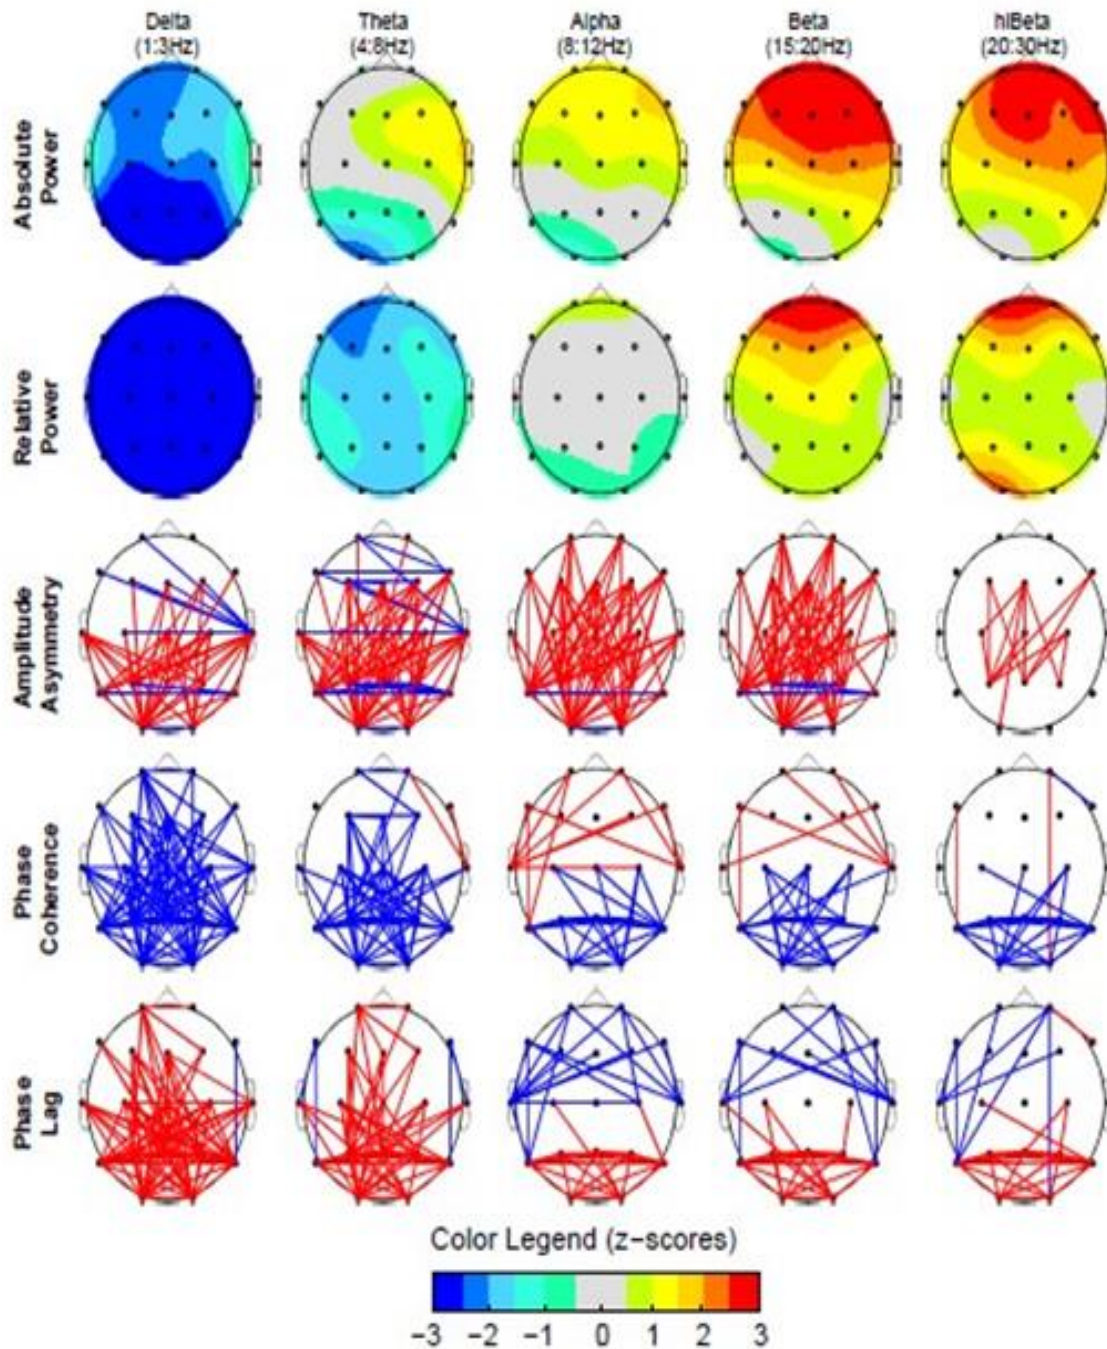 Delta Theta Alpha Beta hiBeta
(1:3Hz) (4:8Hz) (8:12Hz) (15:20Hz) (20:30Hz)
Absolute
Power
Relative
Power
Amplitude
Asymmetry
Phase
Coherence
Phase
Lag
Color Legend (z-scores)
-3 -2 -1 0 1 2 3